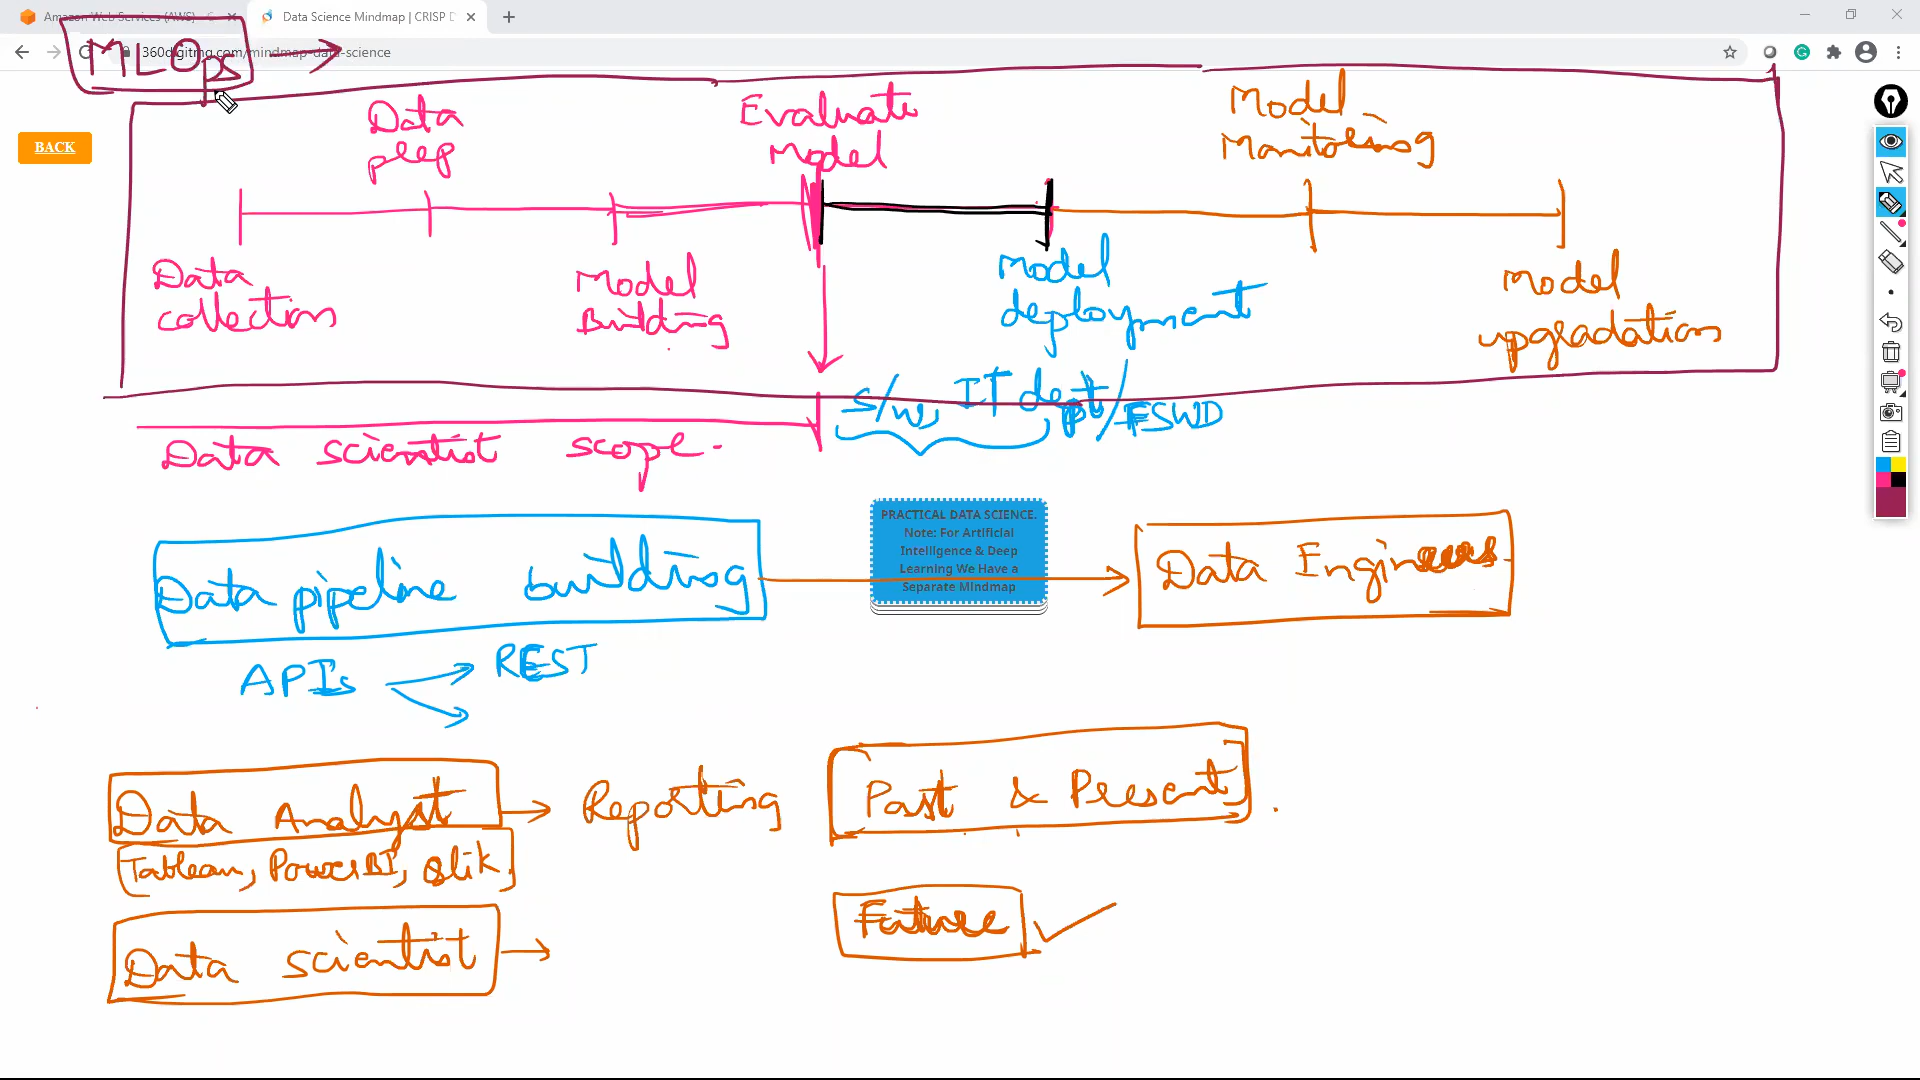 Amazon Web Services (AWS)
Data Science Mindmap | CRISP D
360digitmg.com/mindmap-data-science
MLOps
BACK
Data
prep
Evaluate
Model
Model
Monitoring
Data
collection
Model
Building
Model
deployment
Model
upgradation
S/w, IT dept/FSWD
Data scientist scope.
PRACTICAL DATA SCIENCE.
Note: For Artificial
Intelligence & Deep
Learning We Have a
Separate Mindmap
Data pipeline building
Data Engineers
APIs
REST
Data Analyst
Reporting
Past & Present
Tableau, PowerBI, Qlik,
Data scientist
Future